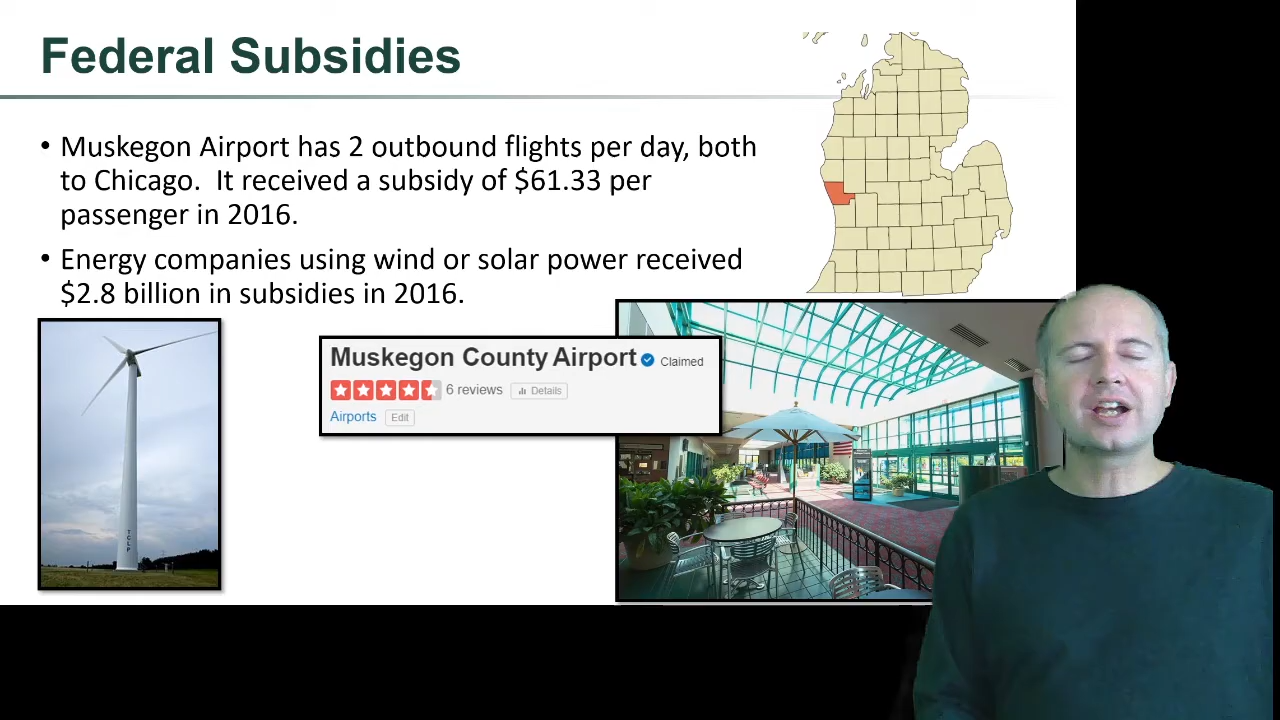 Federal Subsidies
• Muskegon Airport has 2 outbound flights per day, both
to Chicago. It received a subsidy of $61.33 per
passenger in 2016.
• Energy companies using wind or solar power received
$2.8 billion in subsidies in 2016.
Muskegon County Airport Claimed
6 reviews Details
Airports Edit
TCLP